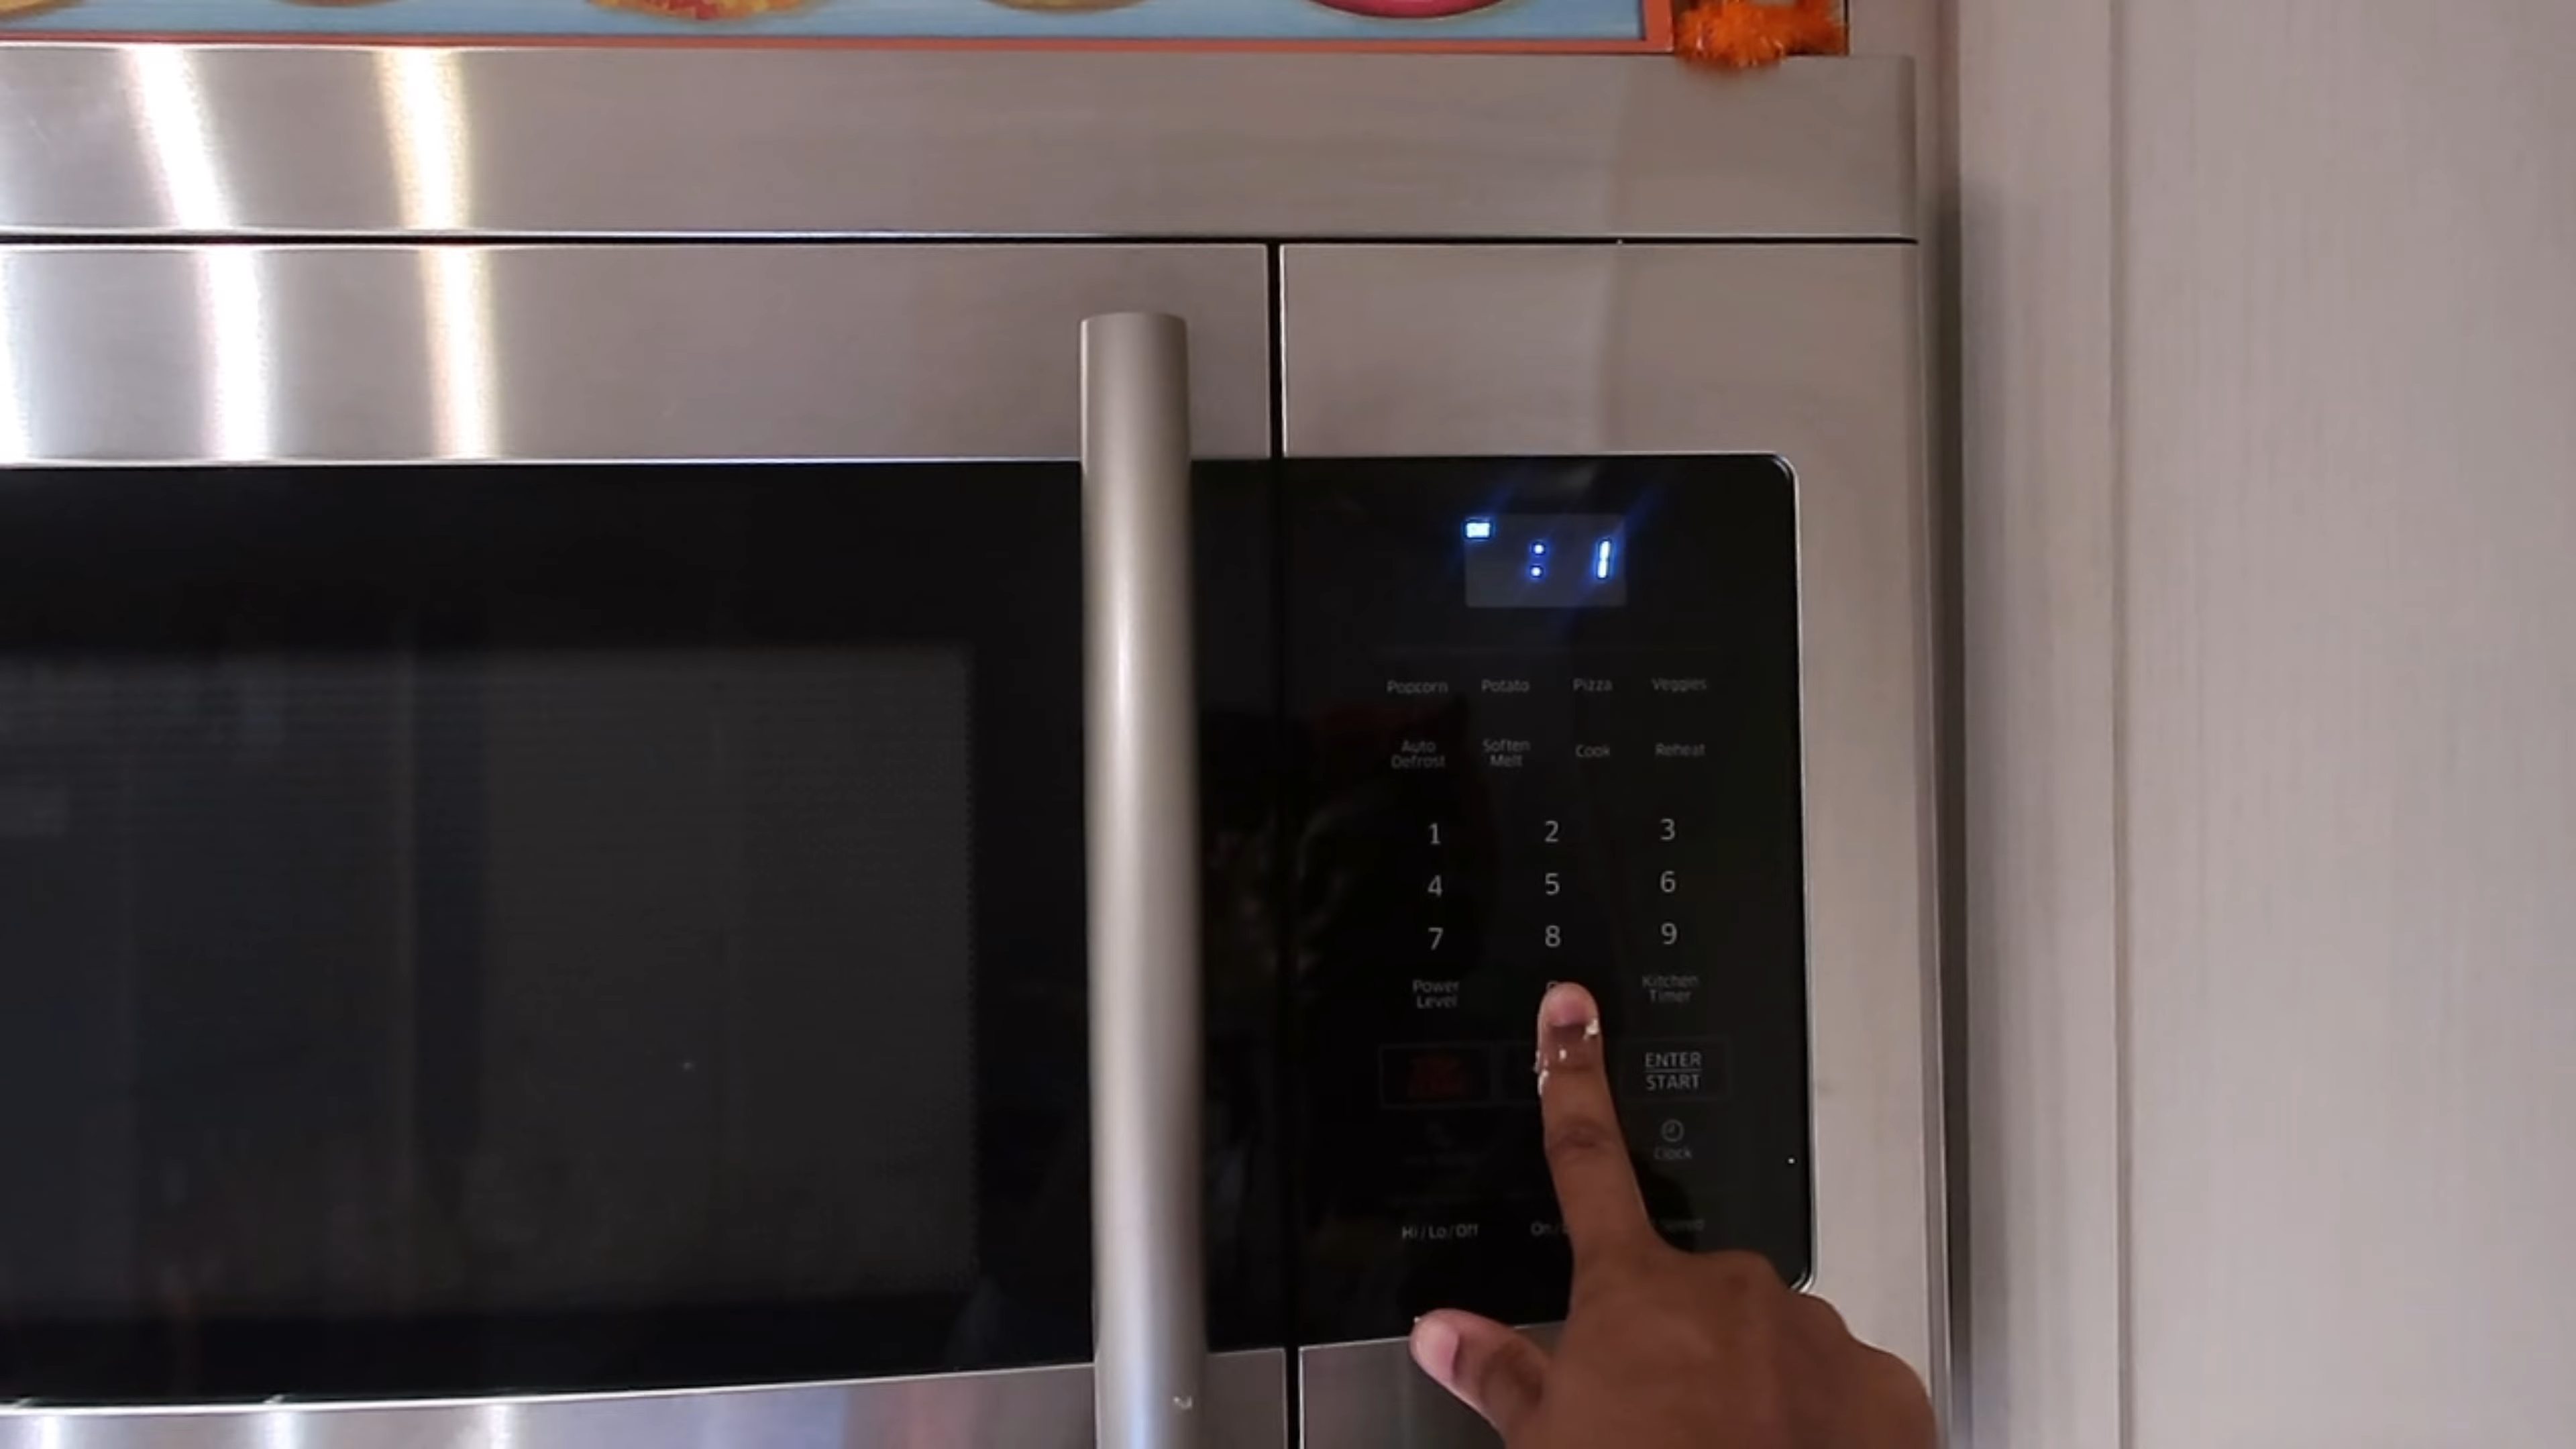 : 1
Popcorn Potato Pizza Veggies
Auto Defrost Soften Melt Cook Reheat
1 2 3
4 5 6
7 8 9
Power Level Kitchen Timer
ENTER START
Clock
Hi/Lo/Off On/